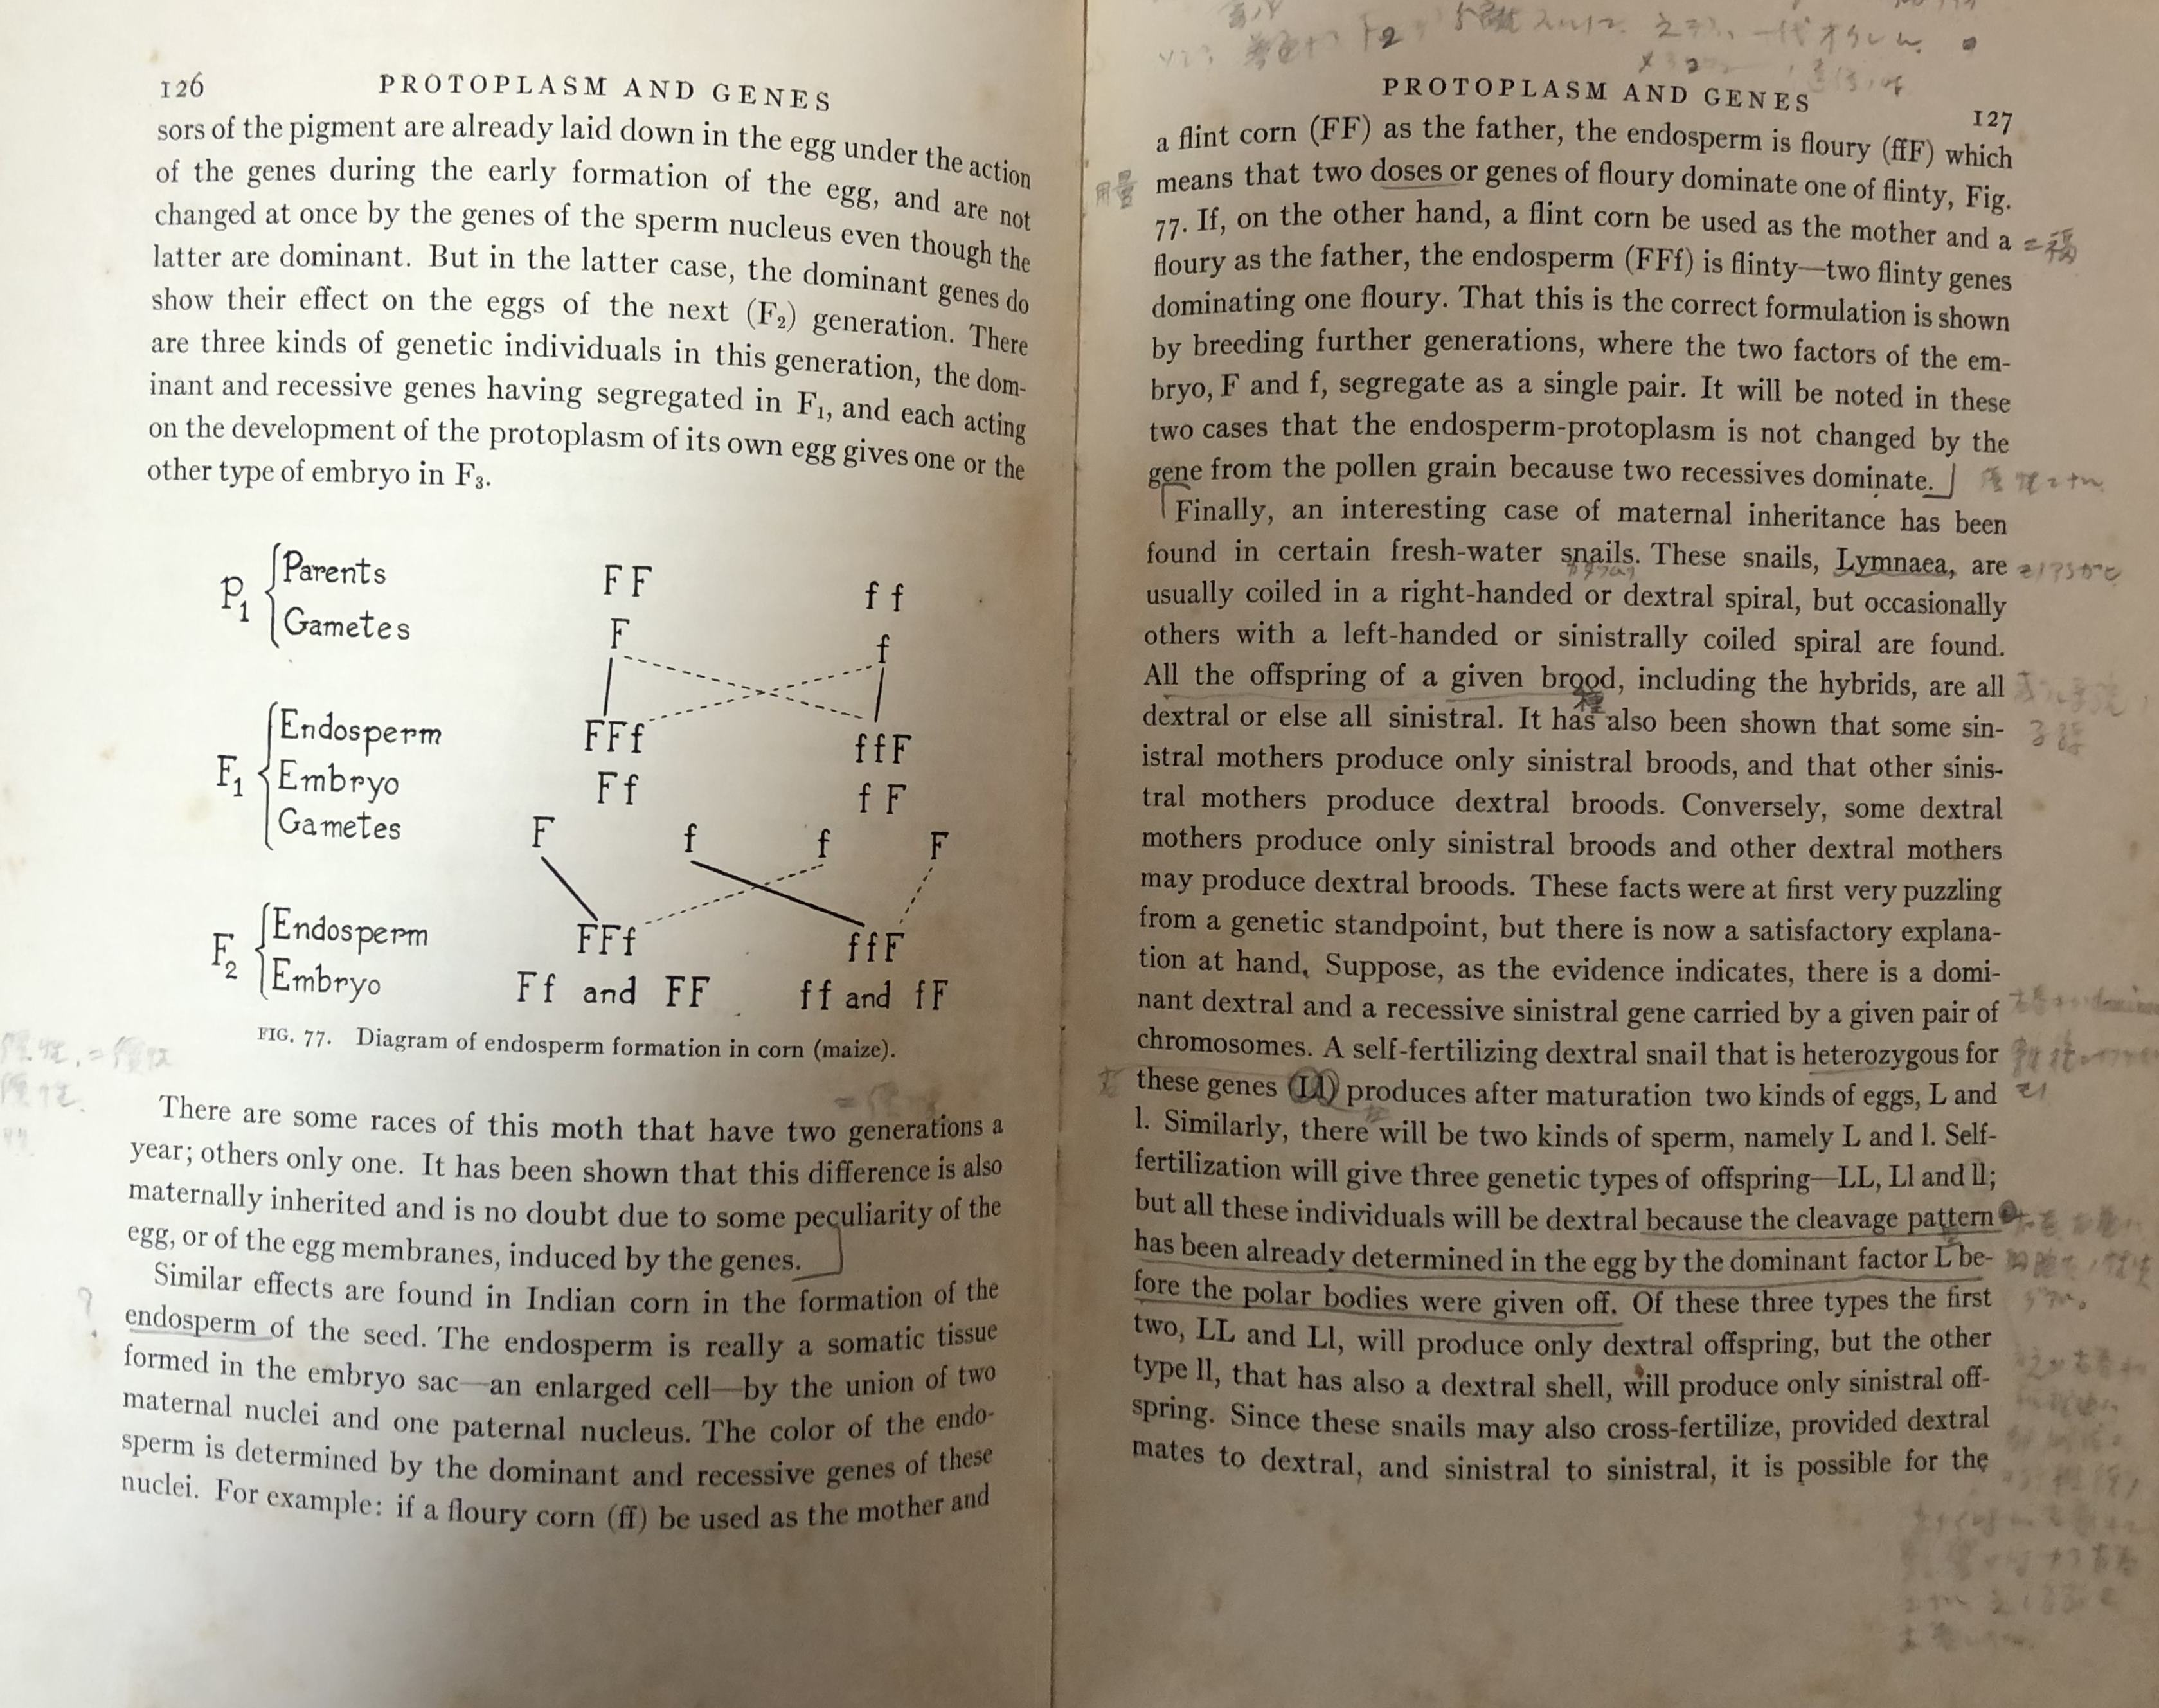 126
PROTOPLASM AND GENES
sors of the pigment are already laid down in the egg under the action
of the genes during the early formation of the egg, and are not
changed at once by the genes of the sperm nucleus even though the
latter are dominant. But in the latter case, the dominant genes do
show their effect on the eggs of the next (F₂) generation. There
are three kinds of genetic individuals in this generation, the dom-
inant and recessive genes having segregated in F₁, and each acting
on the development of the protoplasm of its own egg gives one or the
other type of embryo in F₃.
P₁
Parents FF ff
Gametes F f
F₁
Endosperm FFf ffF
Embryo Ff fF
Gametes F f f F
F₂
Endosperm FFf ffF
Embryo Ff and FF ff and fF
FIG. 77. Diagram of endosperm formation in corn (maize).
There are some races of this moth that have two generations a
year; others only one. It has been shown that this difference is also
maternally inherited and is no doubt due to some peculiarity of the
egg, or of the egg membranes, induced by the genes.
Similar effects are found in Indian corn in the formation of the
?
endosperm of the seed. The endosperm is really a somatic tissue
formed in the embryo sac—an enlarged cell—by the union of two
maternal nuclei and one paternal nucleus. The color of the endo-
sperm is determined by the dominant and recessive genes of these
nuclei. For example: if a floury corn (ff) be used as the mother and
PROTOPLASM AND GENES
127
a flint corn (FF) as the father, the endosperm is floury (ffF) which
用量
means that two doses or genes of floury dominate one of flinty, Fig.
77. If, on the other hand, a flint corn be used as the mother and a
floury as the father, the endosperm (FFf) is flinty—two flinty genes
dominating one floury. That this is the correct formulation is shown
by breeding further generations, where the two factors of the em-
bryo, F and f, segregate as a single pair. It will be noted in these
two cases that the endosperm-protoplasm is not changed by the
gene from the pollen grain because two recessives dominate.
Finally, an interesting case of maternal inheritance has been
found in certain fresh-water snails. These snails, Lymnaea, are
usually coiled in a right-handed or dextral spiral, but occasionally
others with a left-handed or sinistrally coiled spiral are found.
All the offspring of a given brood, including the hybrids, are all
種
dextral or else all sinistral. It has also been shown that some sin-
istral mothers produce only sinistral broods, and that other sinis-
tral mothers produce dextral broods. Conversely, some dextral
mothers produce only sinistral broods and other dextral mothers
may produce dextral broods. These facts were at first very puzzling
from a genetic standpoint, but there is now a satisfactory explana-
tion at hand. Suppose, as the evidence indicates, there is a domi-
nant dextral and a recessive sinistral gene carried by a given pair of
chromosomes. A self-fertilizing dextral snail that is heterozygous for
these genes (Ll) produces after maturation two kinds of eggs, L and
l. Similarly, there will be two kinds of sperm, namely L and l. Self-
fertilization will give three genetic types of offspring—LL, Ll and ll;
but all these individuals will be dextral because the cleavage pattern
has been already determined in the egg by the dominant factor L be-
fore the polar bodies were given off. Of these three types the first
two, LL and Ll, will produce only dextral offspring, but the other
type ll, that has also a dextral shell, will produce only sinistral off-
spring. Since these snails may also cross-fertilize, provided dextral
mates to dextral, and sinistral to sinistral, it is possible for the